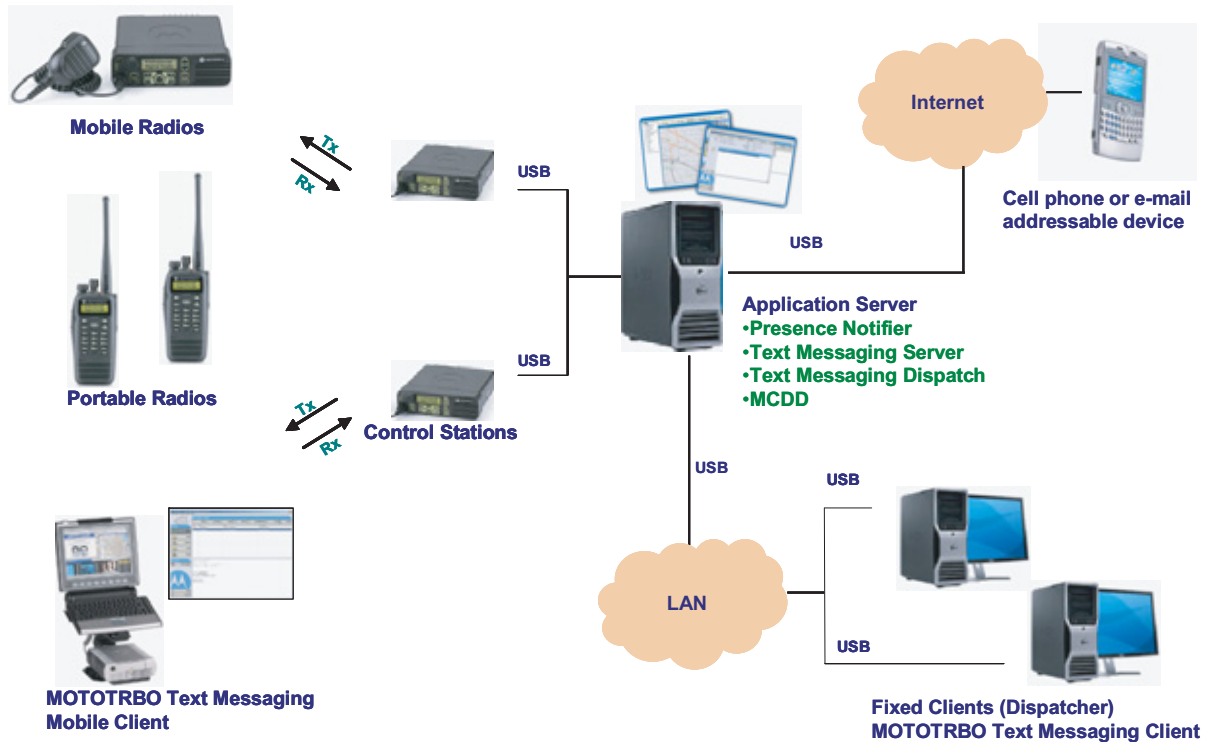 Mobile Radios
Tx
Rx
USB
Portable Radios
Tx
Rx
USB
Control Stations
Internet
Cell phone or e-mail
addressable device
USB
Application Server
•Presence Notifier
•Text Messaging Server
•Text Messaging Dispatch
•MCDD
USB
LAN
USB
USB
MOTOTRBO Text Messaging
Mobile Client
Fixed Clients (Dispatcher)
MOTOTRBO Text Messaging Client